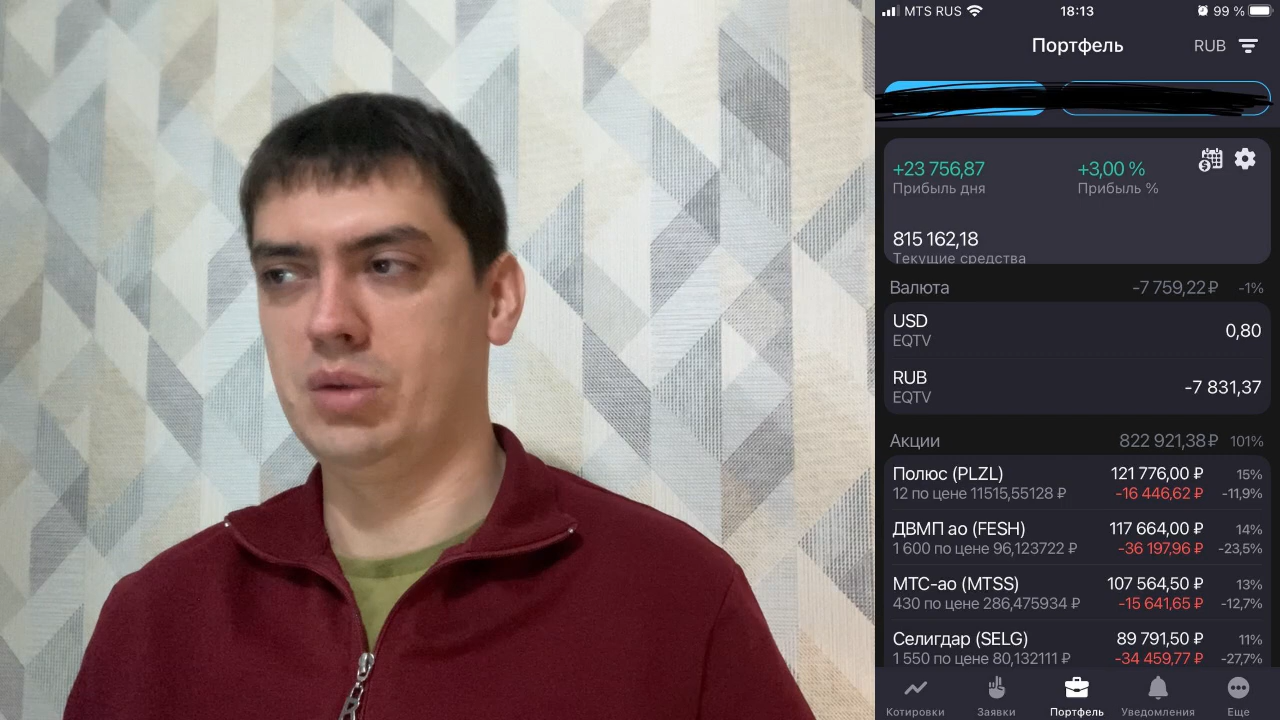 MTS RUS 18:13 99 %
Портфель RUB
+23 756,87 +3,00 %
Прибыль дня Прибыль %
815 162,18
Текущие средства
Валюта -7 759,22 ₽ -1%
USD 0,80
EQTV
RUB -7 831,37
EQTV
Акции 822 921,38 ₽ 101%
Полюс (PLZL) 121 776,00 ₽ 15%
12 по цене 11515,55128 ₽ -16 446,62 ₽ -11,9%
ДВМП ао (FESH) 117 664,00 ₽ 14%
1 600 по цене 96,123722 ₽ -36 197,96 ₽ -23,5%
МТС-ао (MTSS) 107 564,50 ₽ 13%
430 по цене 286,475934 ₽ -15 641,65 ₽ -12,7%
Селигдар (SELG) 89 791,50 ₽ 11%
1 550 по цене 80,132111 ₽ -34 459,77 ₽ -27,7%
Котировки Заявки Портфель Уведомления Еще